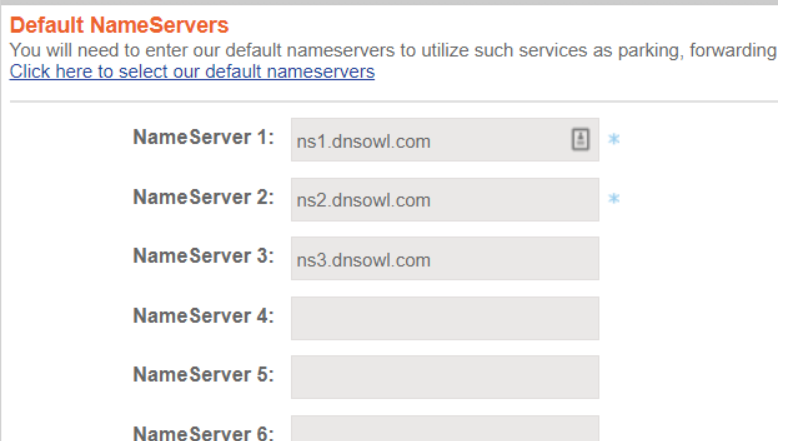 Default NameServers
You will need to enter our default nameservers to utilize such services as parking, forwarding
Click here to select our default nameservers
NameServer 1: ns1.dnsowl.com *
NameServer 2: ns2.dnsowl.com *
NameServer 3: ns3.dnsowl.com
NameServer 4:
NameServer 5:
NameServer 6: